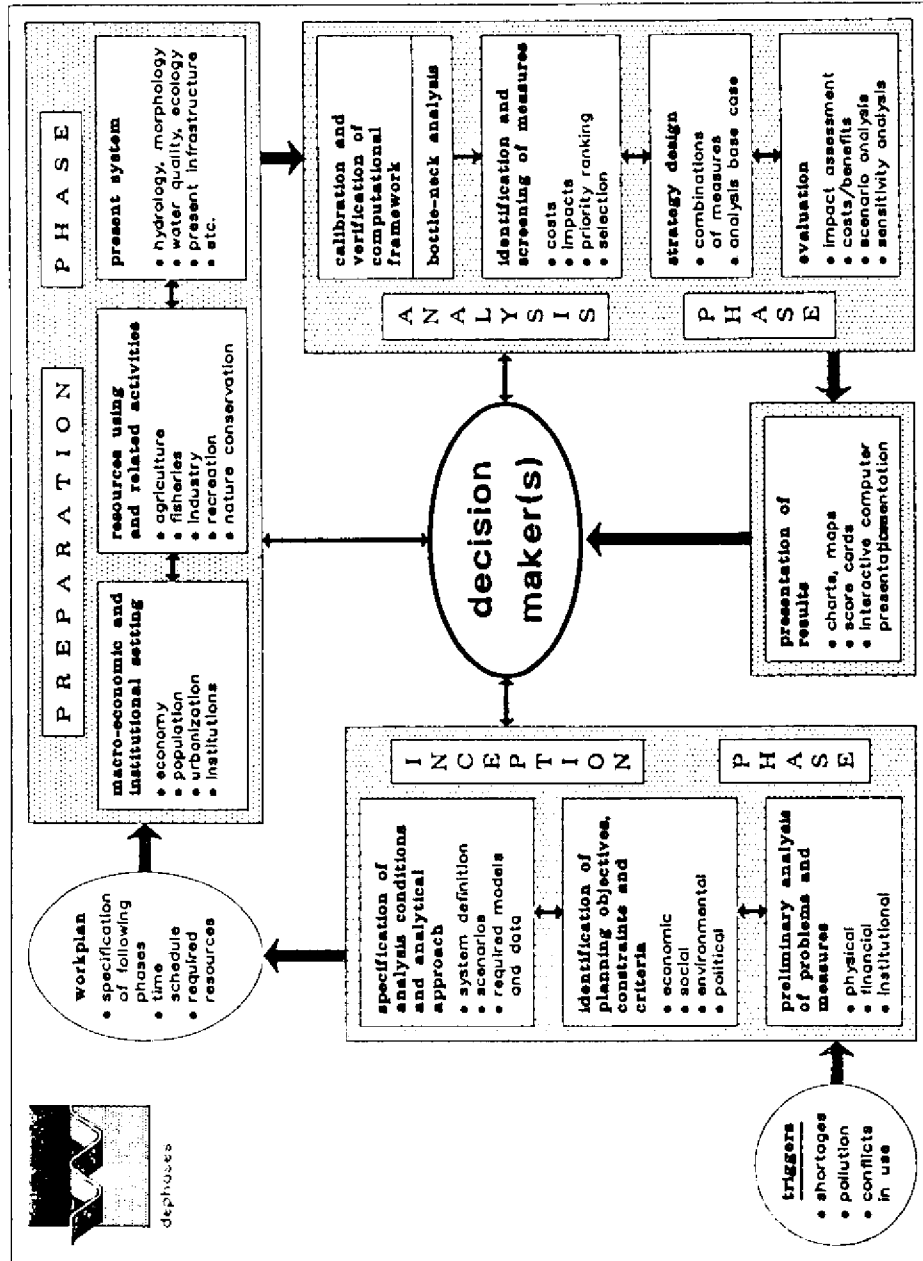 dephases
triggers
• shortages
• pollution
• conflicts
in use
INCEPTION
PHASE
specification of
analysis conditions
and analytical
approach
• system definition
• scenarios
• required models
and data
identification of
planning objectives,
constraints and
criteria
• economic
• social
• environmental
• political
preliminary analysis
of problems and
measures
• physical
• financial
• institutional
workplan
• specification
of following
phases
• time
schedule
• required
resources
PREPARATION PHASE
macro-economic and
institutional setting
• economy
• population
• urbanization
• institutions
resources using
and related activities
• agriculture
• fisheries
• industry
• recreation
• nature conservation
present system
• hydrology, morphology
• water quality, ecology
• present infrastructure
• etc.
decision
maker(s)
ANALYSIS
PHASE
calibration and
verification of
computational
framework
bottle-neck analysis
identification and
screening of measures
• costs
• impacts
• priority ranking
• selection
strategy design
• combinations
of measures
• analysis base case
evaluation
• impact assessment
• costs/benefits
• scenario analysis
• sensitivity analysis
presentation of
results
• charts, maps
• score cards
• interactive computer
presentation